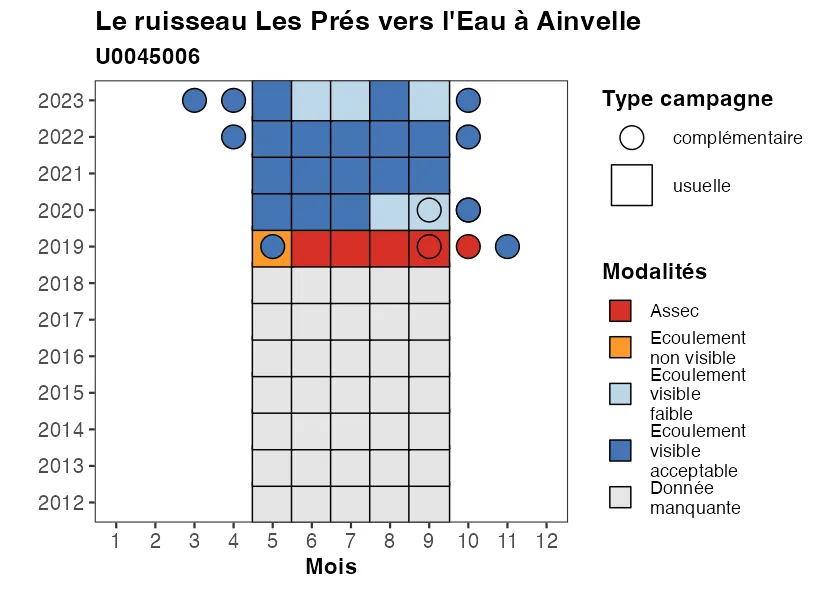 Le ruisseau Les Prés vers l'Eau à Ainvelle
U0045006
2023
2022
2021
2020
2019
2018
2017
2016
2015
2014
2013
2012
1 2 3 4 5 6 7 8 9 10 11 12
Mois
Type campagne
complémentaire
usuelle
Modalités
Assec
Ecoulement
non visible
Ecoulement
visible
faible
Ecoulement
visible
acceptable
Donnée
manquante